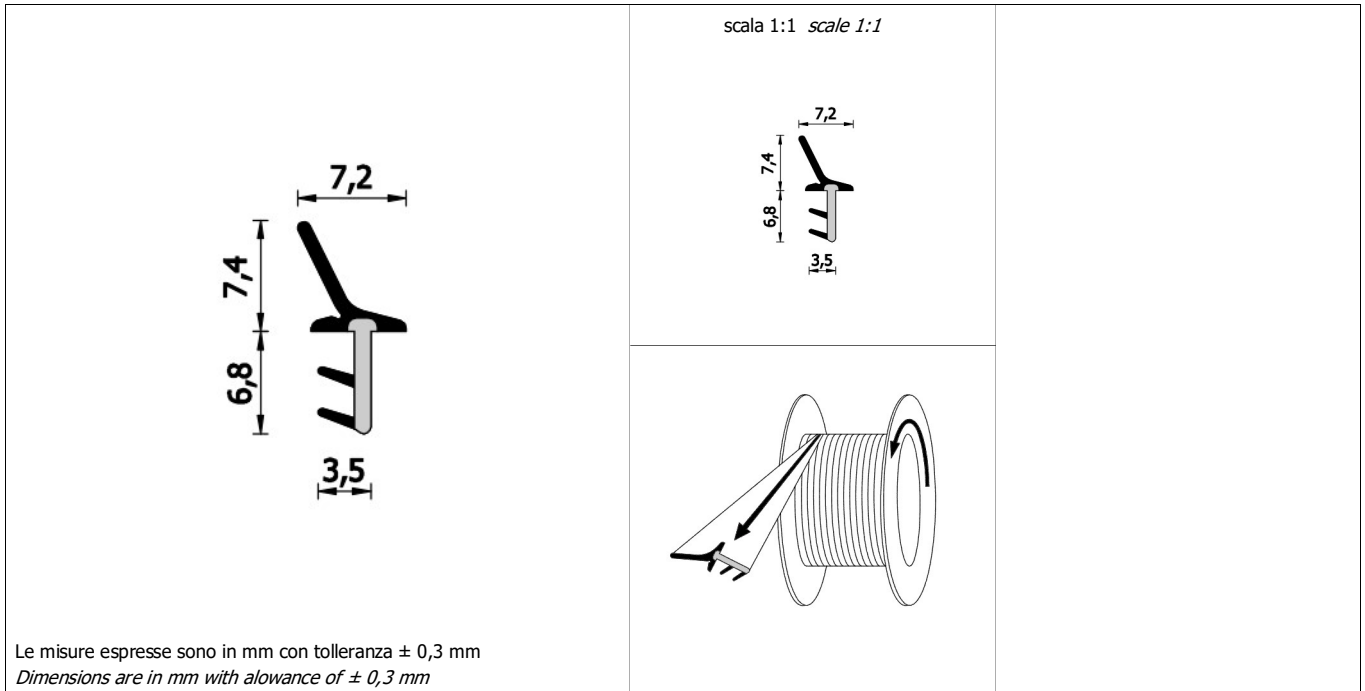 7,2
7,4
6,8
3,5
Le misure espresse sono in mm con tolleranza ± 0,3 mm
Dimensions are in mm with alowance of ± 0,3 mm
scala 1:1 scale 1:1
7,2
7,4
6,8
3,5